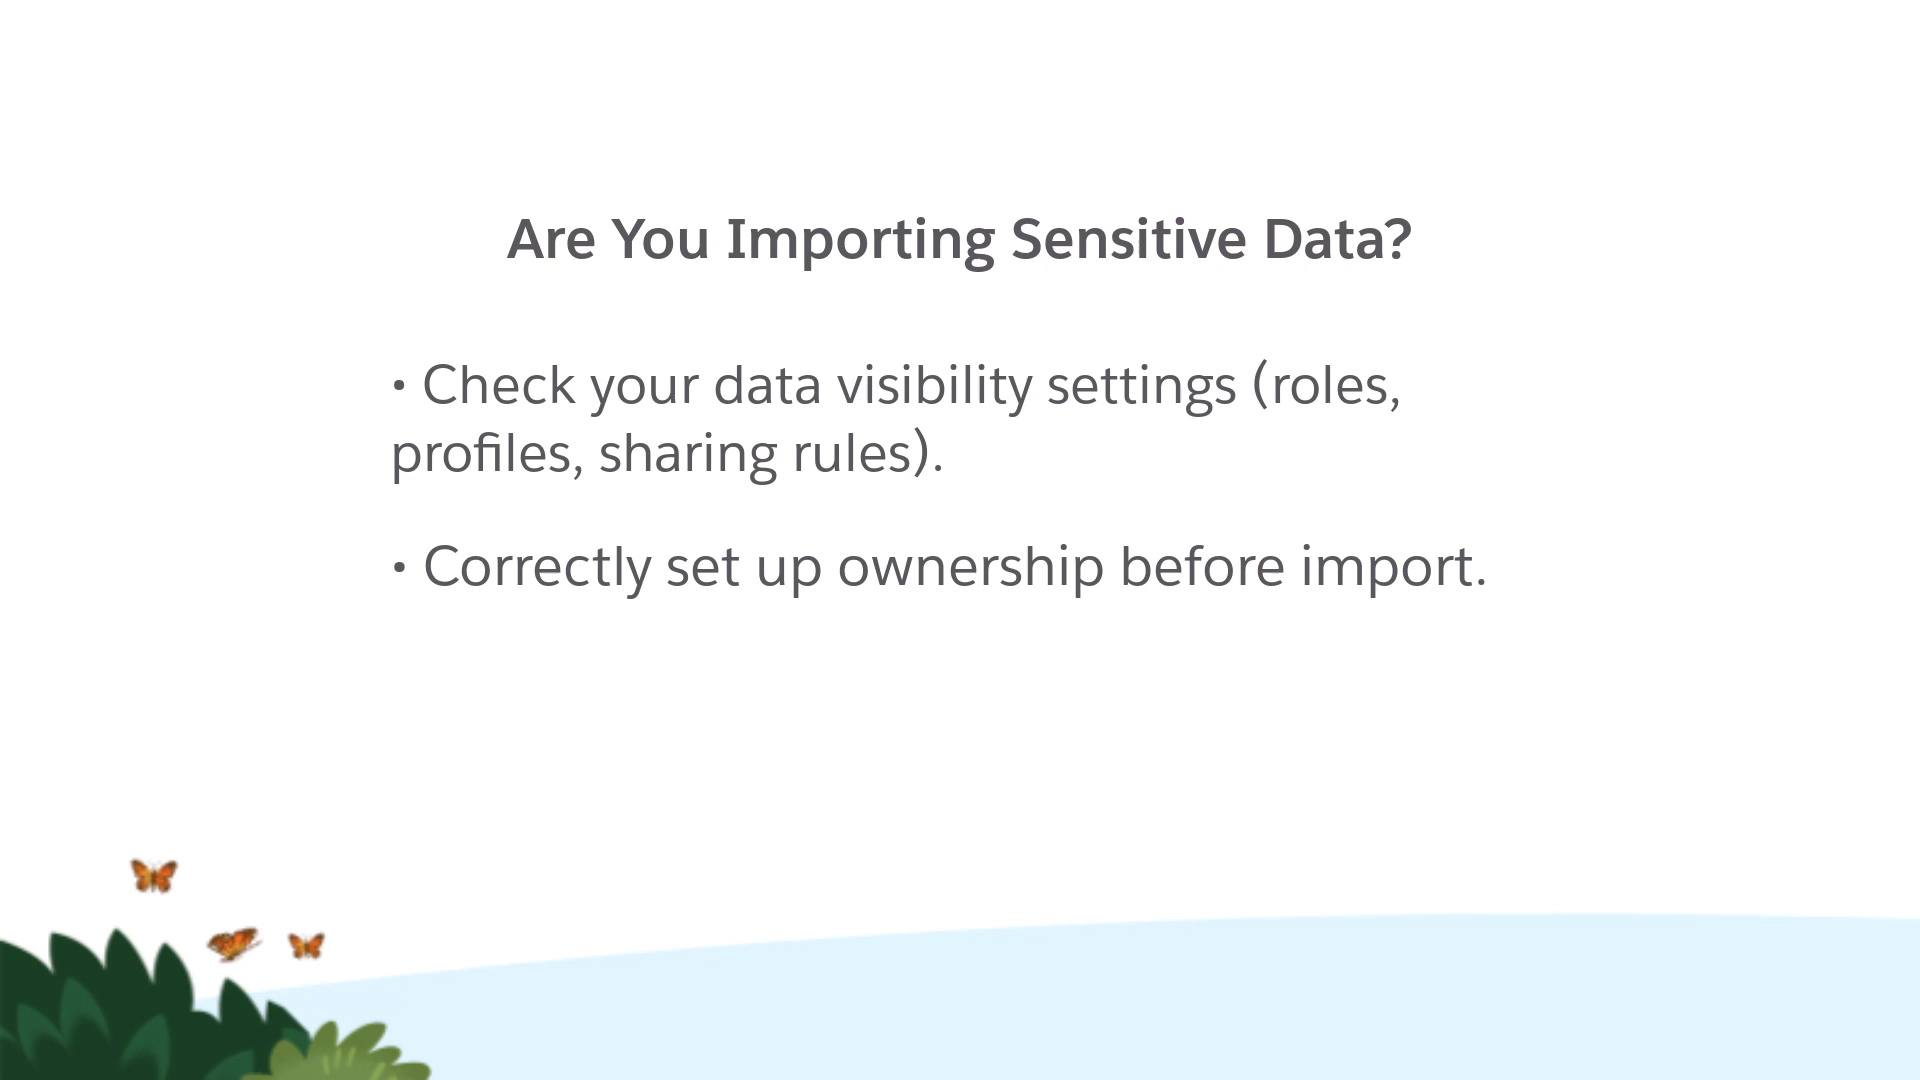 Are You Importing Sensitive Data?
• Check your data visibility settings (roles,
profiles, sharing rules).
• Correctly set up ownership before import.